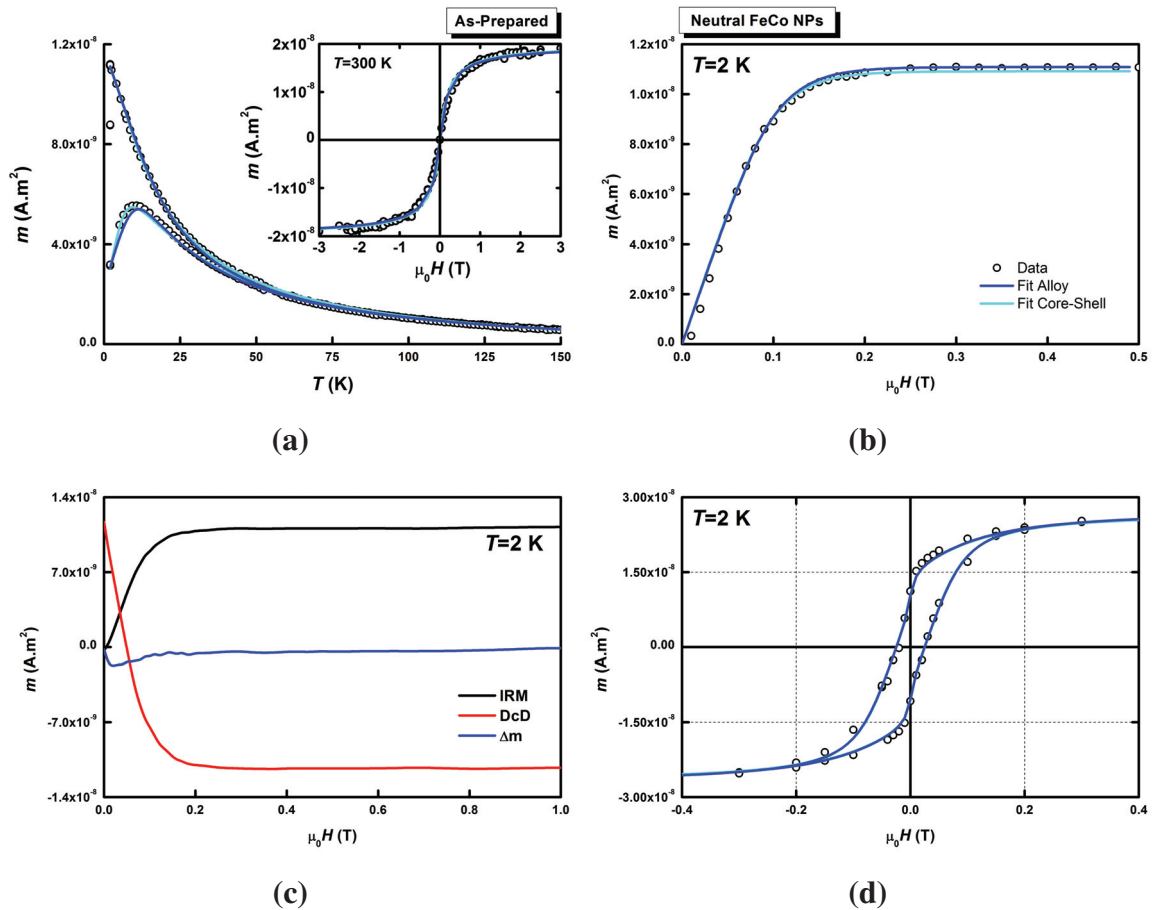 As-Prepared
Neutral FeCo NPs
1.2x10⁻⁸
8.0x10⁻⁹
4.0x10⁻⁹
0.0
m (A.m²)
0
25
50
75
100
125
150
T (K)
T=300 K
2x10⁻⁸
1x10⁻⁸
0
-1x10⁻⁸
-2x10⁻⁸
m (A.m²)
-3
-2
-1
0
1
2
3
μ₀H (T)
(a)
T=2 K
1.2x10⁻⁸
1.0x10⁻⁸
8.0x10⁻⁹
6.0x10⁻⁹
4.0x10⁻⁹
2.0x10⁻⁹
0.0
m (A.m²)
Data
Fit Alloy
Fit Core-Shell
0.0
0.1
0.2
0.3
0.4
0.5
μ₀H (T)
(b)
1.4x10⁻⁸
7.0x10⁻⁹
0.0
-7.0x10⁻⁹
-1.4x10⁻⁸
m (A.m²)
T=2 K
IRM
DcD
Δm
0.0
0.2
0.4
0.6
0.8
1.0
μ₀H (T)
(c)
T=2 K
3.00x10⁻⁸
1.50x10⁻⁸
0.00
-1.50x10⁻⁸
-3.00x10⁻⁸
m (A.m²)
-0.4
-0.2
0.0
0.2
0.4
μ₀H (T)
(d)